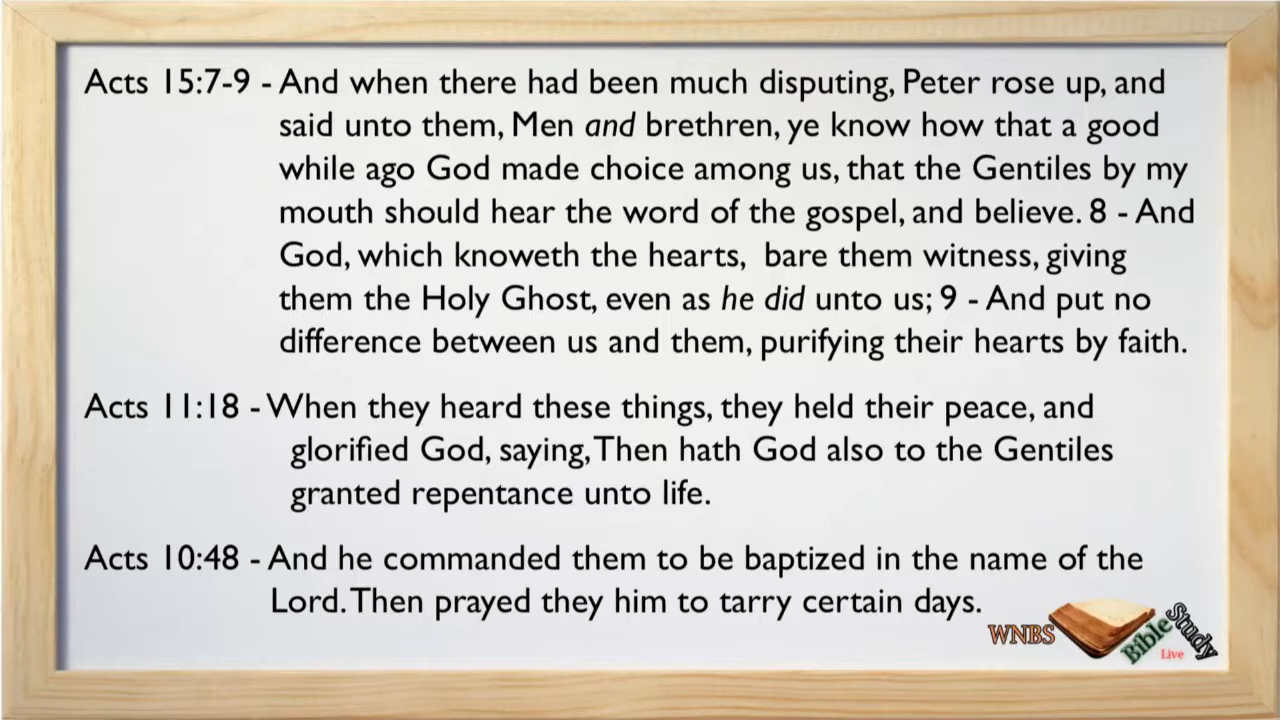 Acts 15:7-9 - And when there had been much disputing, Peter rose up, and
said unto them, Men and brethren, ye know how that a good
while ago God made choice among us, that the Gentiles by my
mouth should hear the word of the gospel, and believe. 8 - And
God, which knoweth the hearts, bare them witness, giving
them the Holy Ghost, even as he did unto us; 9 - And put no
difference between us and them, purifying their hearts by faith.
Acts 11:18 - When they heard these things, they held their peace, and
glorified God, saying, Then hath God also to the Gentiles
granted repentance unto life.
Acts 10:48 - And he commanded them to be baptized in the name of the
Lord. Then prayed they him to tarry certain days.
WNBS Bible Study
Live